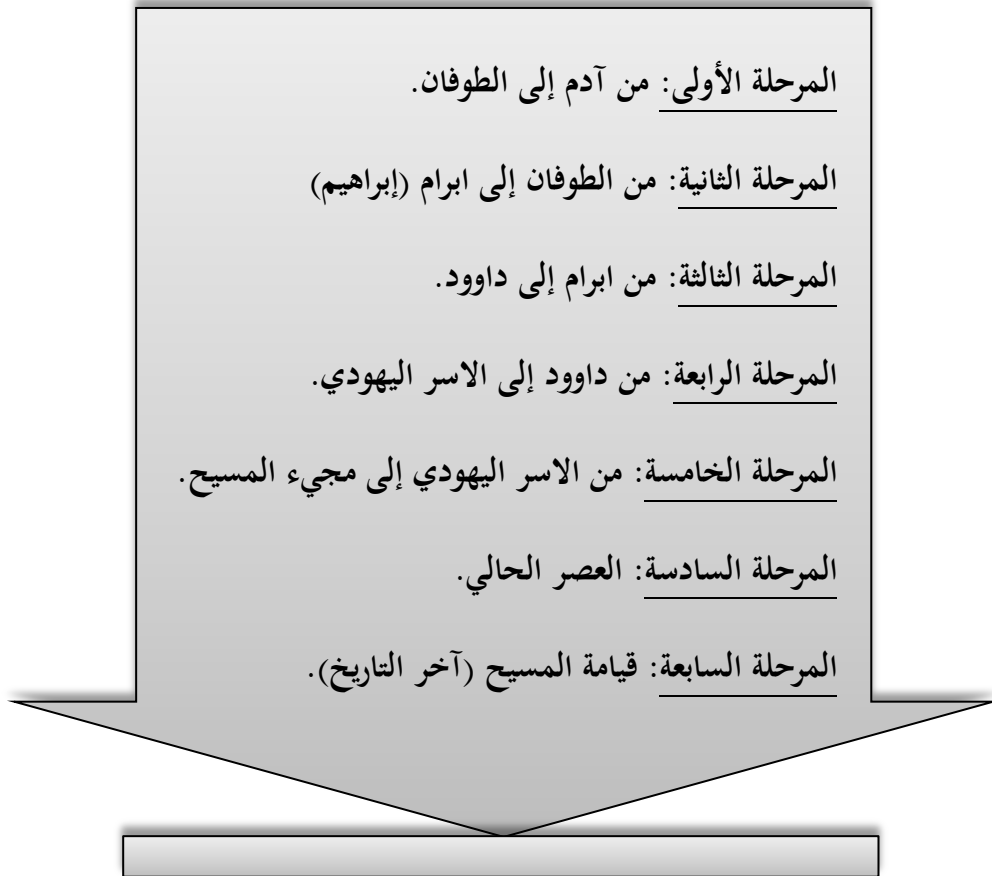 المرحلة الأولى: من آدم إلى الطوفان.
المرحلة الثانية: من الطوفان إلى ابرام (إبراهيم)
المرحلة الثالثة: من ابرام إلى داوود.
المرحلة الرابعة: من داوود إلى الاسر اليهودي.
المرحلة الخامسة: من الاسر اليهودي إلى مجيء المسيح.
المرحلة السادسة: العصر الحالي.
المرحلة السابعة: قيامة المسيح (آخر التاريخ).